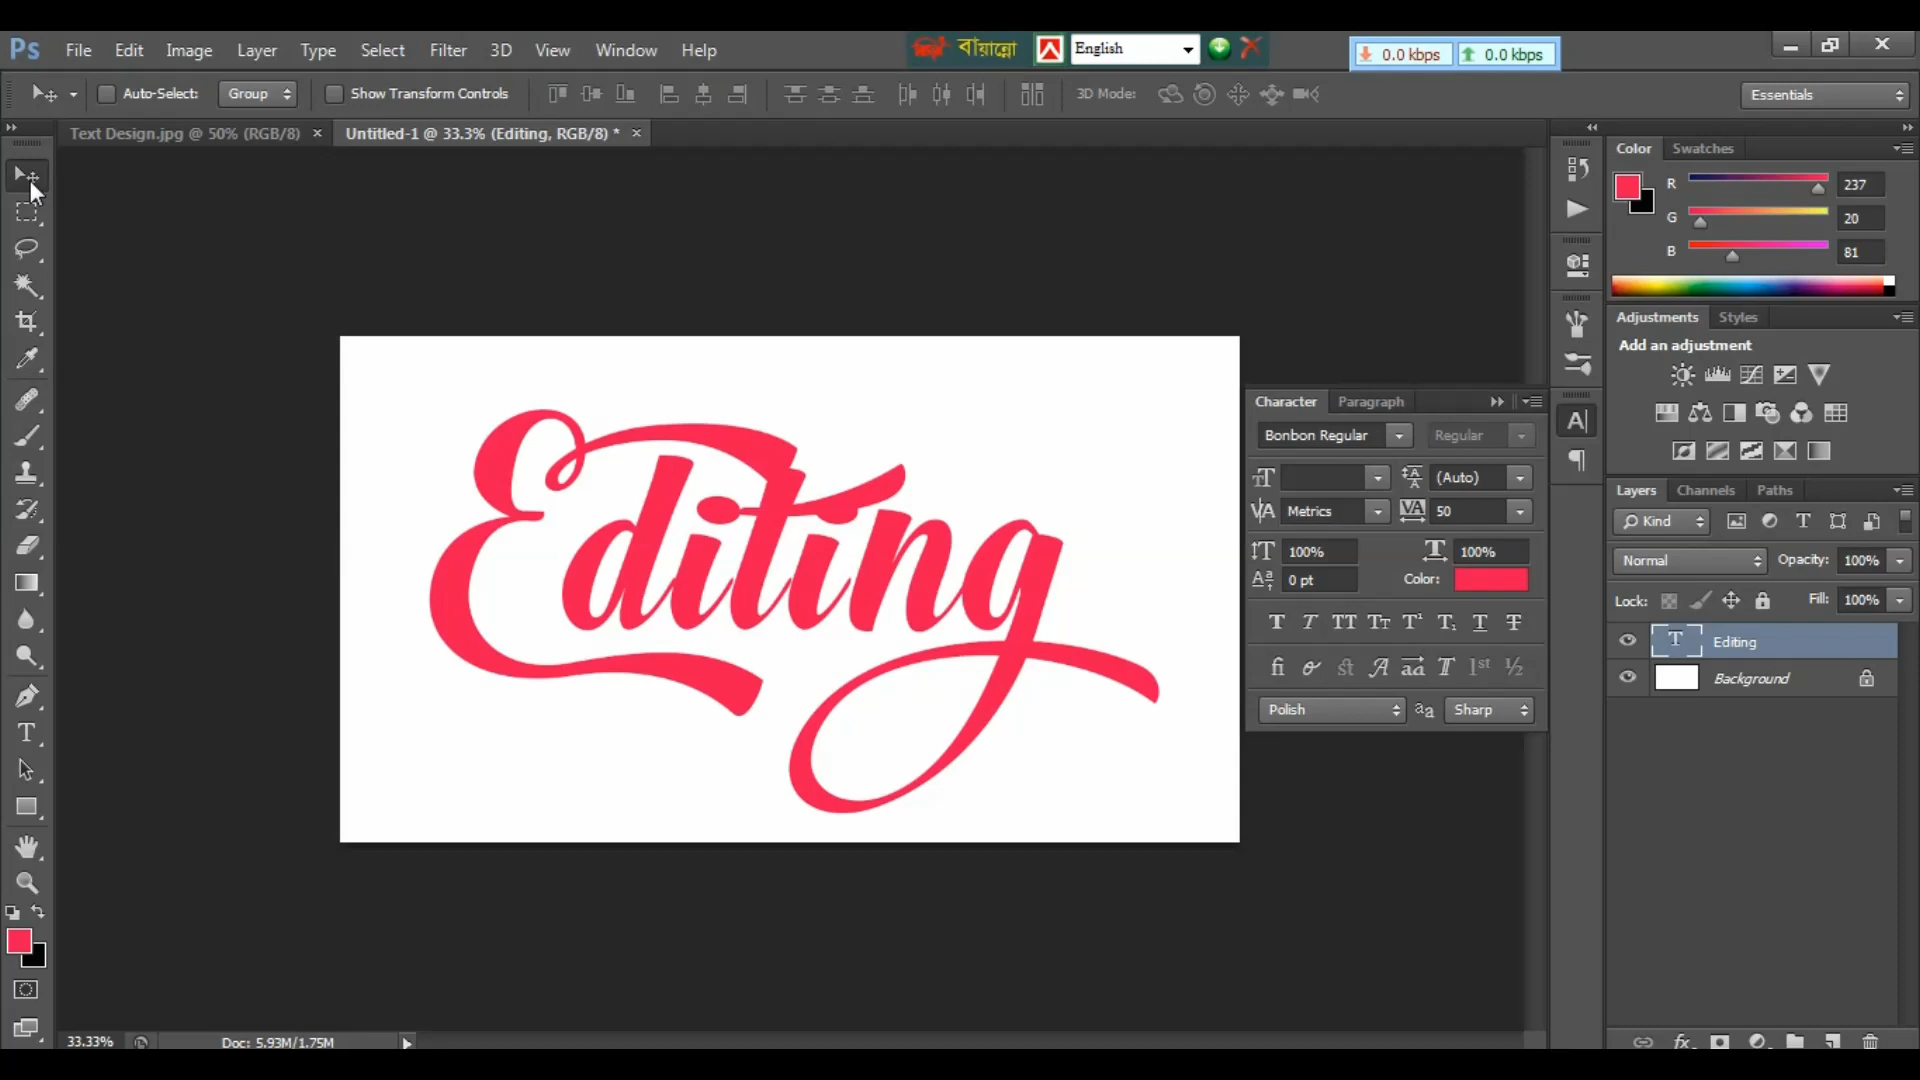 Ps File Edit Image Layer Type Select Filter 3D View Window Help
বায়ান্নো English 0.0 kbps 0.0 kbps
Auto-Select: Group Show Transform Controls 3D Mode: Essentials
Text Design.jpg @ 50% (RGB/8) × Untitled-1 @ 33.3% (Editing, RGB/8) * ×
Color Swatches
R 237
G 20
B 81
Adjustments Styles
Add an adjustment
Editing
Character Paragraph
Bonbon Regular Regular
(Auto)
Metrics 50
100% 100%
0 pt Color:
Polish Sharp
Layers Channels Paths
Kind
Normal Opacity: 100%
Lock: Fill: 100%
Editing
Background
33.33% Doc: 5.93M/1.75M